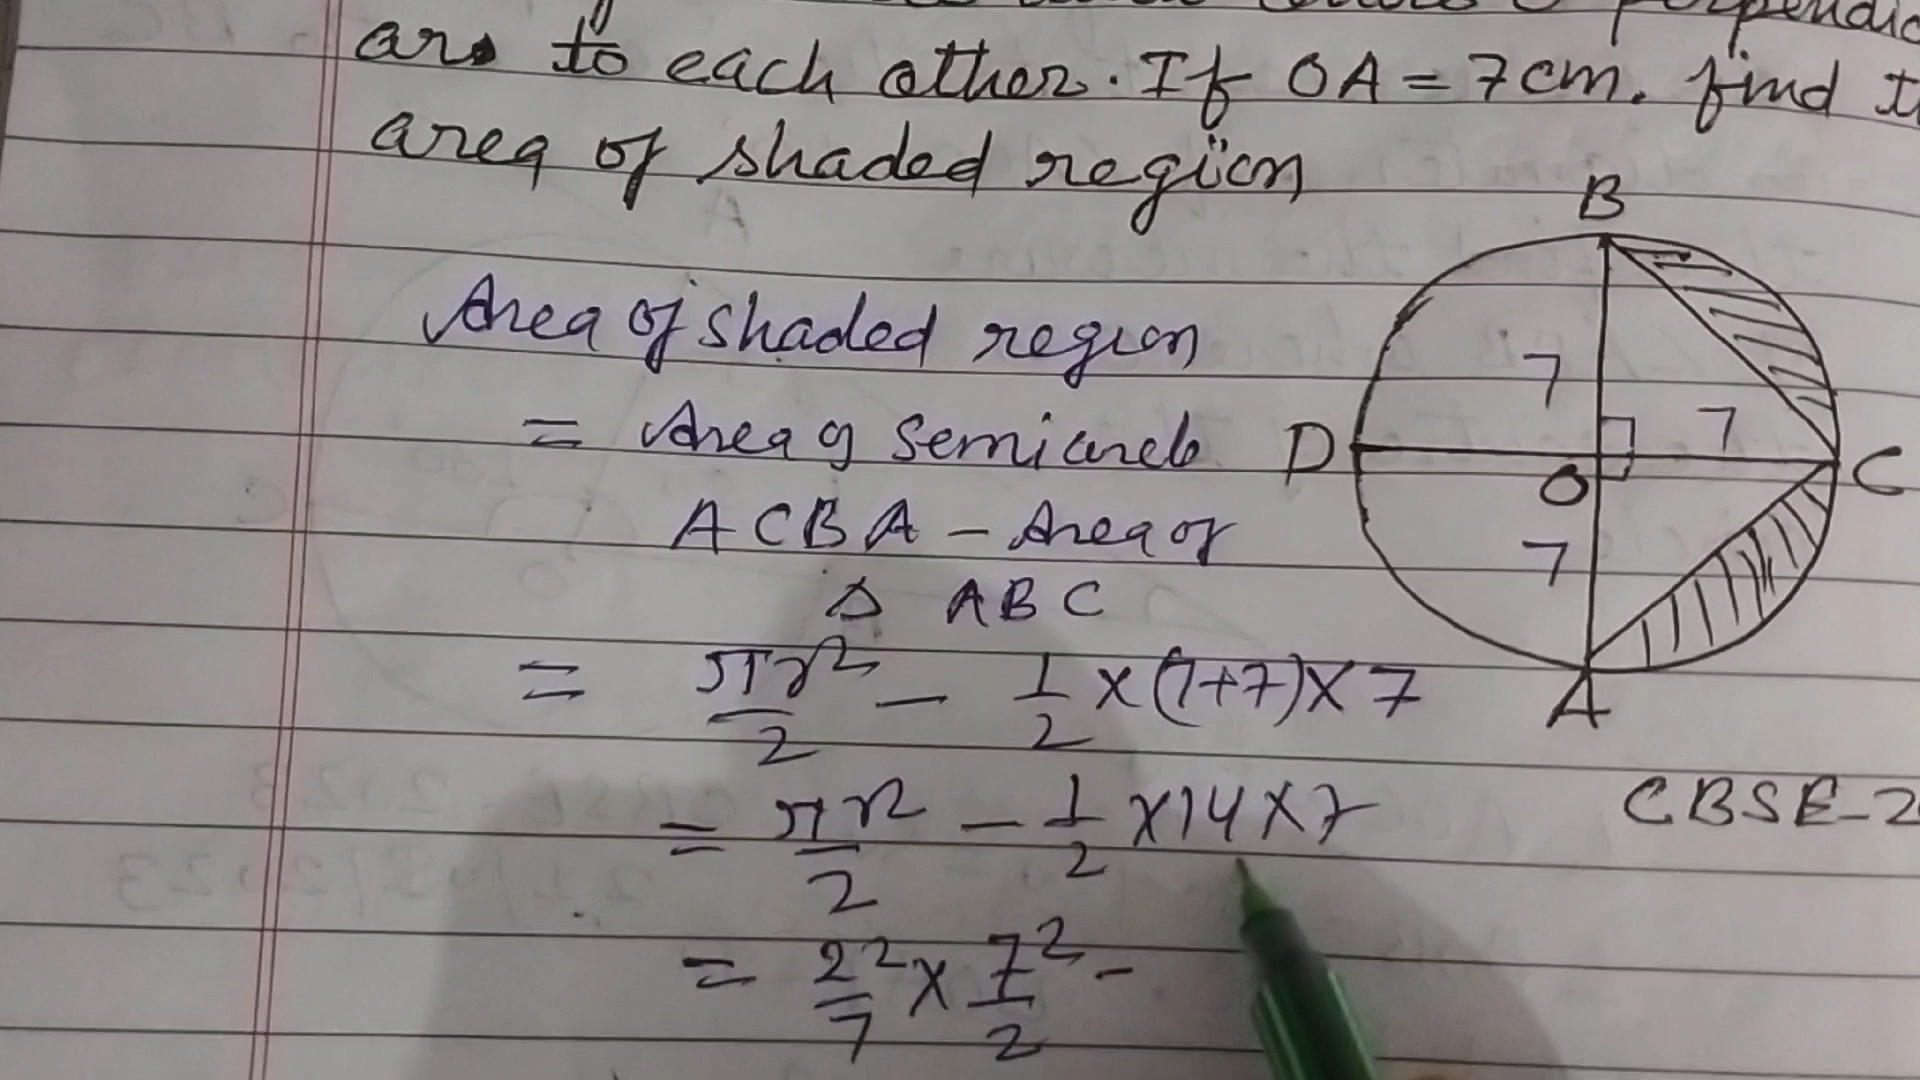 ars to each other. If OA = 7cm. find
area of shaded region
Area of shaded region
= Area of Semicircle
ACBA - Area of
Δ ABC
= πr²/2 - 1/2 × (7+7) × 7
= πr²/2 - 1/2 × 14 × 7
= 22/7 × 7²/2 -
B
7
7
D
O
C
7
A
CBSE-2